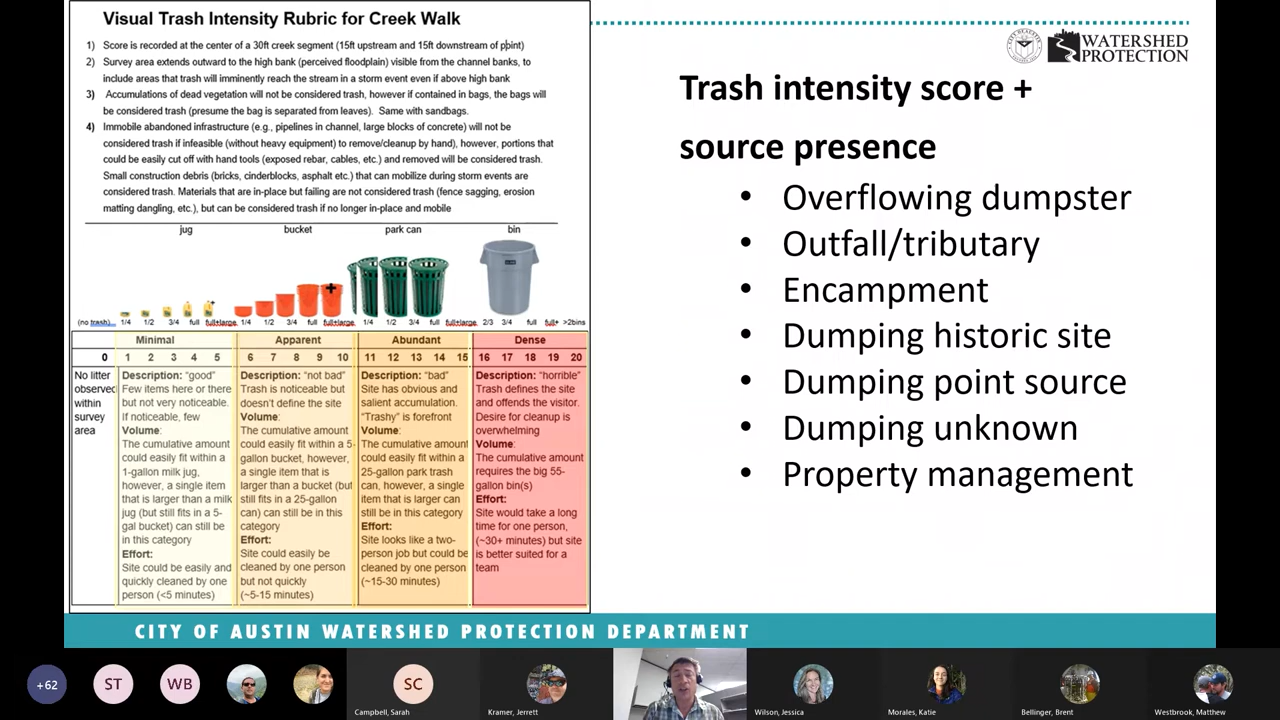 Visual Trash Intensity Rubric for Creek Walk
1) Score is recorded at the center of a 30ft creek segment (15ft upstream and 15ft downstream of point)
2) Survey area extends outward to the high bank (perceived floodplain) visible from the channel banks, to
include areas that trash will imminently reach the stream in a storm event even if above high bank
3) Accumulations of dead vegetation will not be considered trash, however if contained in bags, the bags will
be considered trash (presume the bag is separated from leaves). Same with sandbags.
4) Immobile abandoned infrastructure (e.g., pipelines in channel, large blocks of concrete) will not be
considered trash if infeasible (without heavy equipment) to remove/cleanup by hand), however, portions that
could be easily cut off with hand tools (exposed rebar, cables, etc.) and removed will be considered trash.
Small construction debris (bricks, cinderblocks, asphalt etc.) that can mobilize during storm events are
considered trash. Materials that are in-place but failing are not considered trash (fence sagging, erosion
matting dangling, etc.), but can be considered trash if no longer in-place and mobile
jug bucket park can bin
(no trash) 1/4 1/2 3/4 full full+large 1/4 1/2 3/4 full full+large 1/4 1/2 3/4 full full+large 2/3 3/4 full full+ >2bins
Minimal Apparent Abundant Dense
0 1 2 3 4 5 6 7 8 9 10 11 12 13 14 15 16 17 18 19 20
No litter
observed
within
survey
area
Description: “good”
Few items here or there
but not very noticeable.
If noticeable, few
Volume:
The cumulative amount
could easily fit within a
1-gallon milk jug,
however, a single item
that is larger than a milk
jug (but still fits in a 5-
gal bucket) can still be
in this category
Effort:
Site could be easily and
quickly cleaned by one
person (<5 minutes)
Description: “not bad”
Trash is noticeable but
doesn’t define the site
Volume:
The cumulative amount
could easily fit within a 5-
gallon bucket, however,
a single item that is
larger than a bucket (but
still fits in a 25-gallon
can) can still be in this
category
Effort:
Site could easily be
cleaned by one person
but not quickly
(~5-15 minutes)
Description: “bad”
Site has obvious and
salient accumulation.
“Trashy” is forefront
Volume:
The cumulative amount
could easily fit within a
25-gallon park trash
can, however, a single
item that is larger can
still be in this category
Effort:
Site looks like a two-
person job but could be
cleaned by one person
(~15-30 minutes)
Description: “horrible”
Trash defines the site
and offends the visitor.
Desire for cleanup is
overwhelming
Volume:
The cumulative amount
requires the big 55-
gallon bin(s)
Effort:
Site would take a long
time for one person,
(~30+ minutes) but site
is better suited for a
team
WATERSHED
PROTECTION
Trash intensity score +
source presence
• Overflowing dumpster
• Outfall/tributary
• Encampment
• Dumping historic site
• Dumping point source
• Dumping unknown
• Property management
CITY OF AUSTIN WATERSHED PROTECTION DEPARTMENT
+62
ST
WB
SC
Campbell, Sarah
Kramer, Jerrett
Wilson, Jessica
Morales, Katie
Bellinger, Brent
Westbrook, Matthew